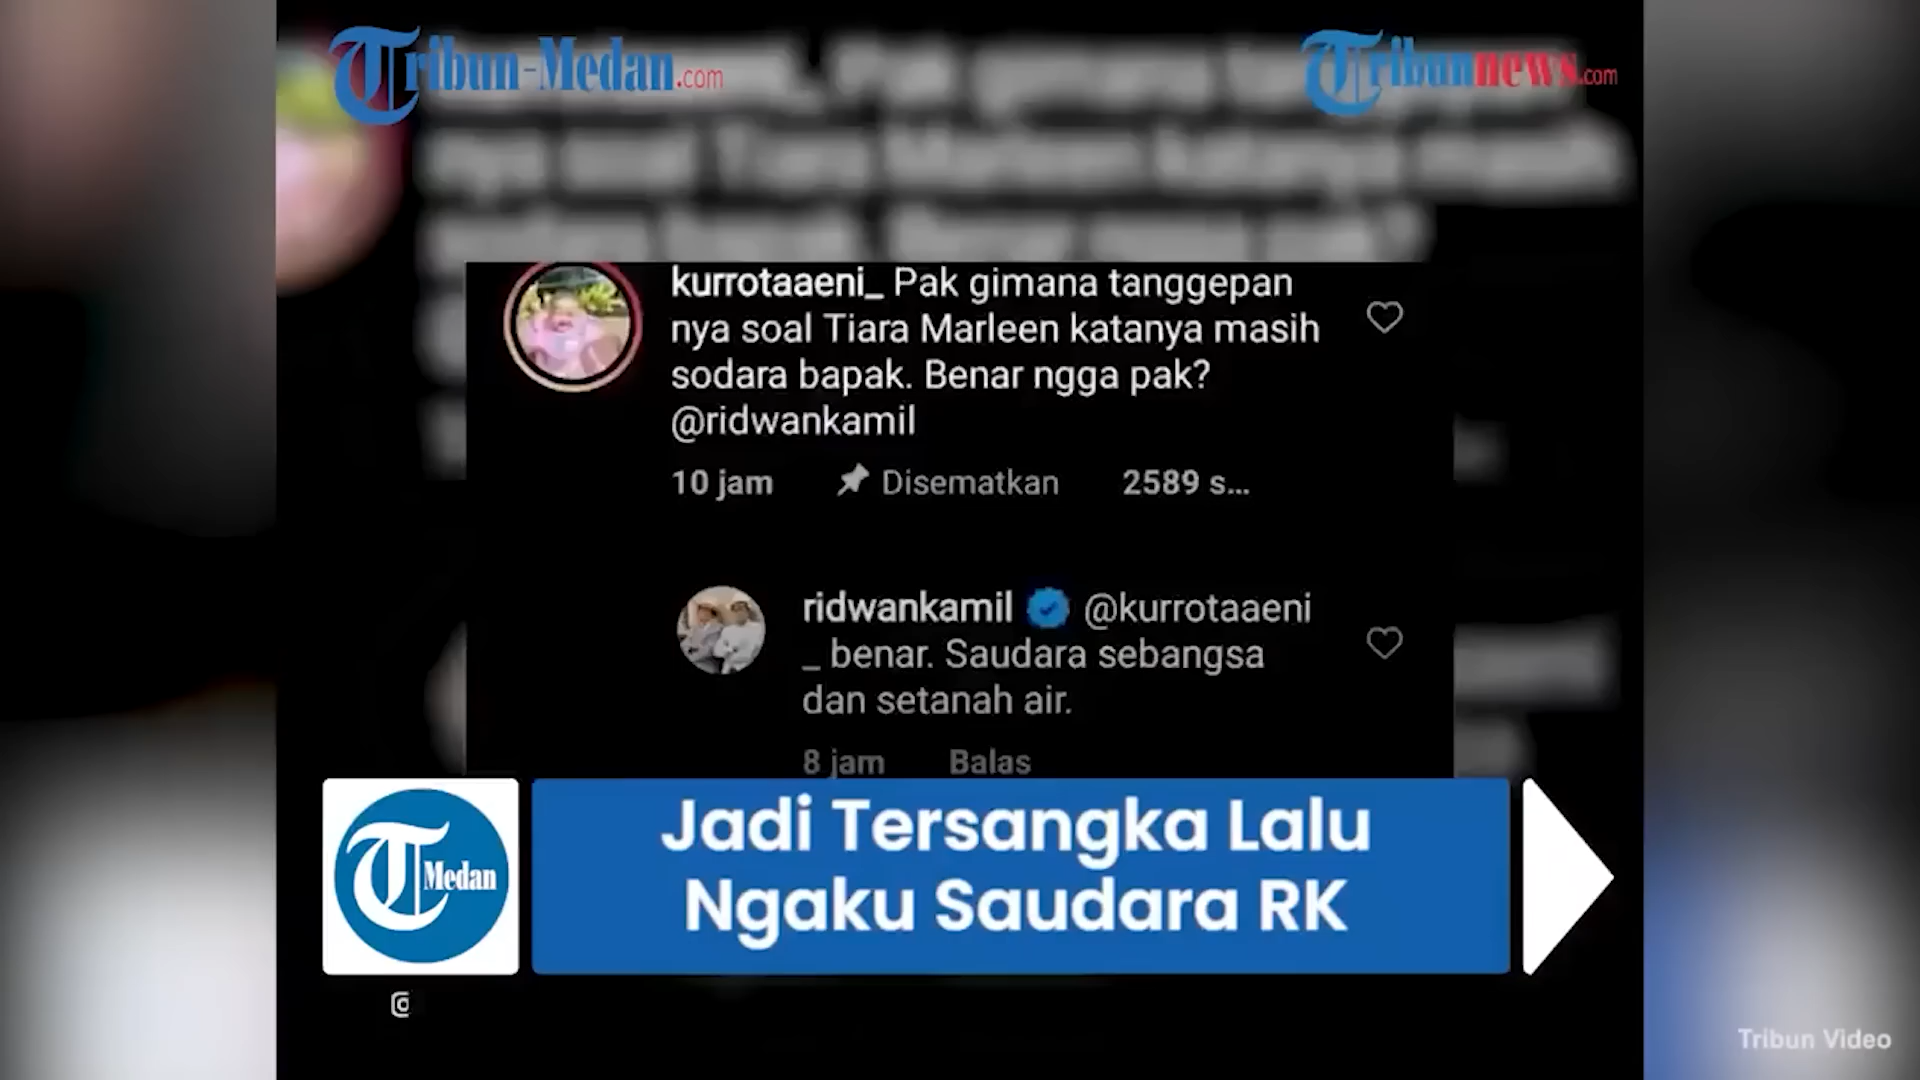 Tribun-Medan.com
Tribunnews.com
kurrotaaeni_ Pak gimana tanggepan
nya soal Tiara Marleen katanya masih
sodara bapak. Benar ngga pak?
@ridwankamil
10 jam Disematkan 2589 s...
ridwankamil @kurrotaaeni
_ benar. Saudara sebangsa
dan setanah air.
8 jam Balas
Jadi Tersangka Lalu
Ngaku Saudara RK
T Medan
Tribun Video